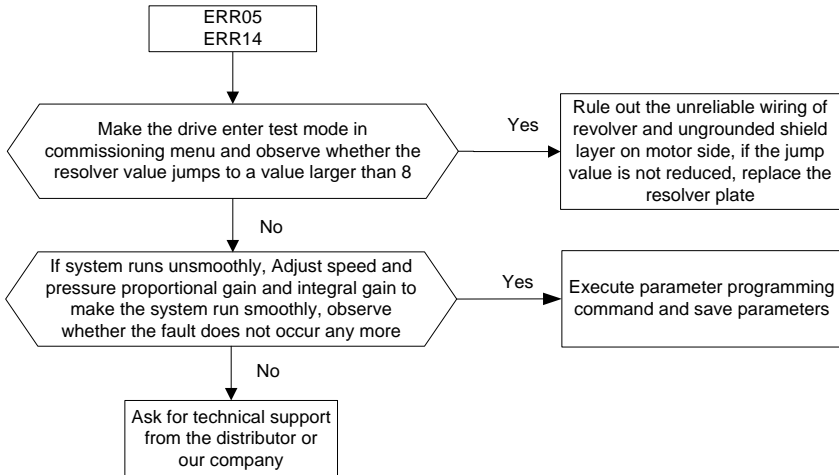 ERR05
ERR14
Make the drive enter test mode in
commissioning menu and observe whether the
resolver value jumps to a value larger than 8
Yes
Rule out the unreliable wiring of
revolver and ungrounded shield
layer on motor side, if the jump
value is not reduced, replace the
resolver plate
No
If system runs unsmoothly, Adjust speed and
pressure proportional gain and integral gain to
make the system run smoothly, observe
whether the fault does not occur any more
Yes
Execute parameter programming
command and save parameters
No
Ask for technical support
from the distributor or
our company